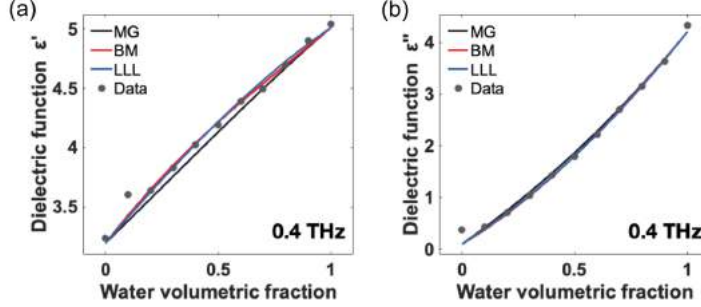 (a)
Dielectric function ε'
5
4.5
4
3.5
MG
BM
LLL
Data
0.4 THz
0
0.5
1
Water volumetric fraction
(b)
Dielectric function ε"
4
3
2
1
0
MG
BM
LLL
Data
0.4 THz
0
0.5
1
Water volumetric fraction